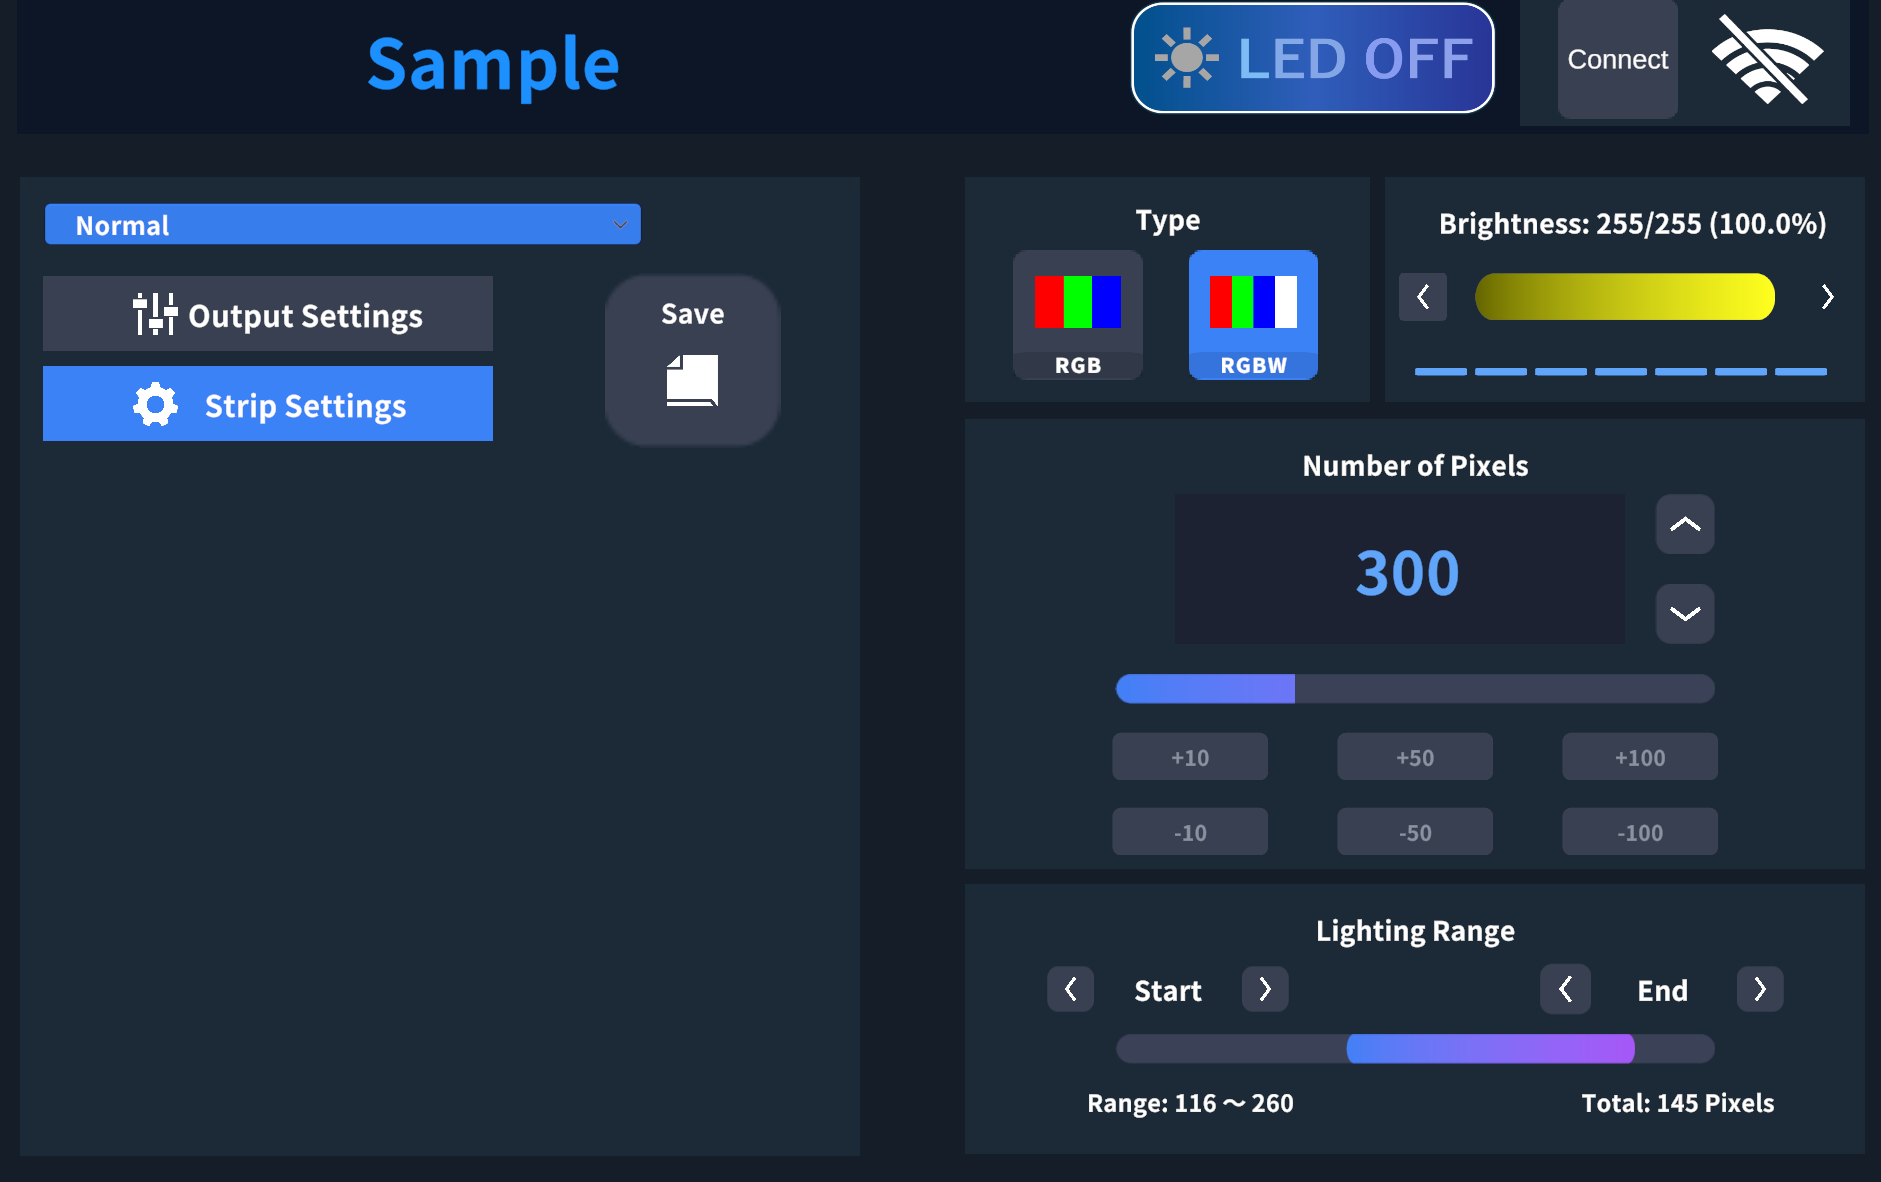 Sample
LED OFF
Connect
Normal
Output Settings
Strip Settings
Save
Type
RGB
RGBW
Brightness: 255/255 (100.0%)
Number of Pixels
300
+10
+50
+100
-10
-50
-100
Lighting Range
Start
End
Range: 116 ～ 260
Total: 145 Pixels